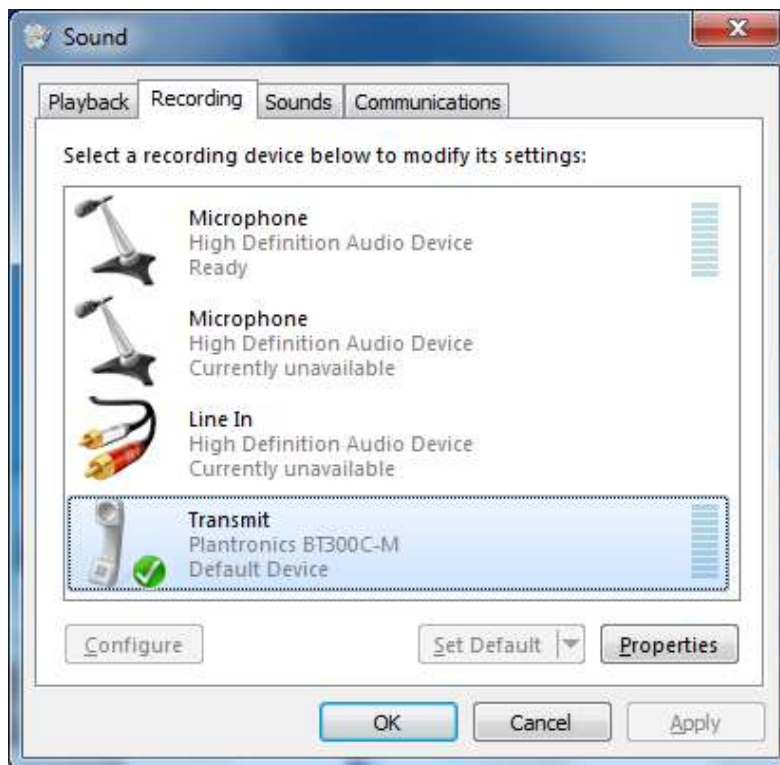 Sound
Playback Recording Sounds Communications
Select a recording device below to modify its settings:
Microphone
High Definition Audio Device
Ready
Microphone
High Definition Audio Device
Currently unavailable
Line In
High Definition Audio Device
Currently unavailable
Transmit
Plantronics BT300C-M
Default Device
Configure Set Default Properties
OK Cancel Apply